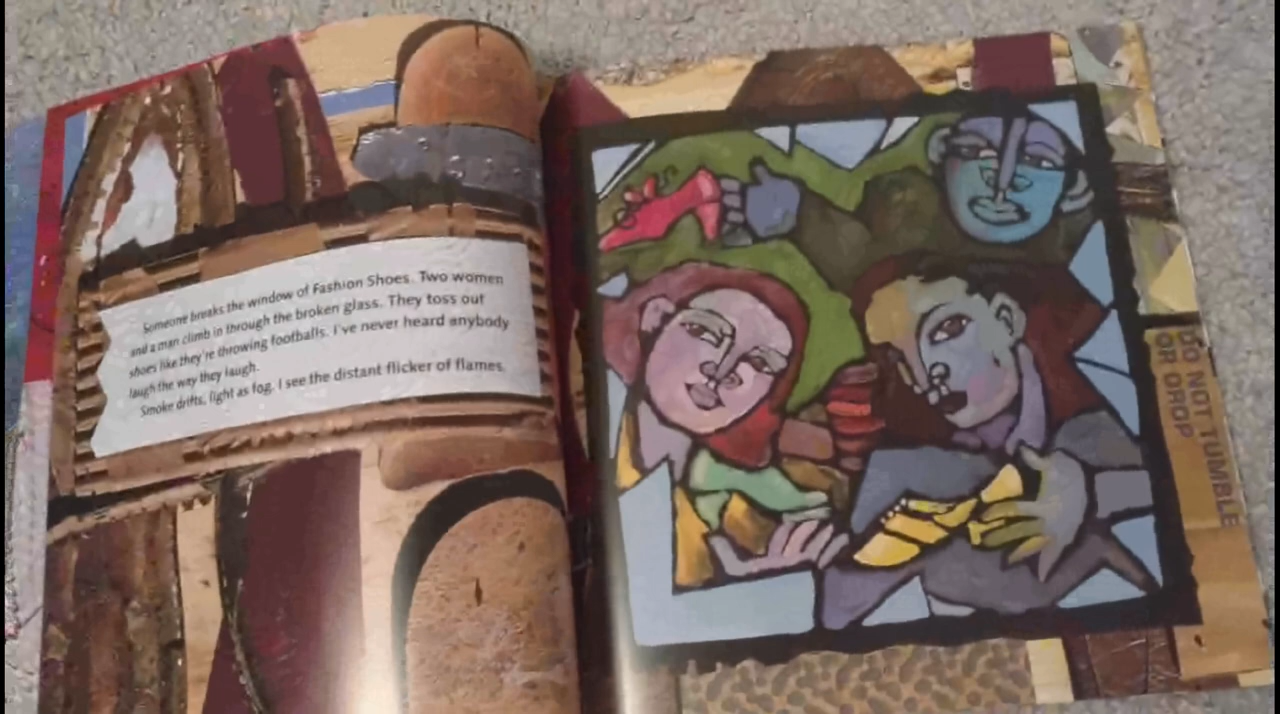 Someone breaks the window of Fashion Shoes. Two women
and a man climb in through the broken glass. They toss out
shoes like they're throwing footballs. I've never heard anybody
laugh the way they laugh.
Smoke drifts, light as fog. I see the distant flicker of flames.
DO NOT TUMBLE
OR DROP